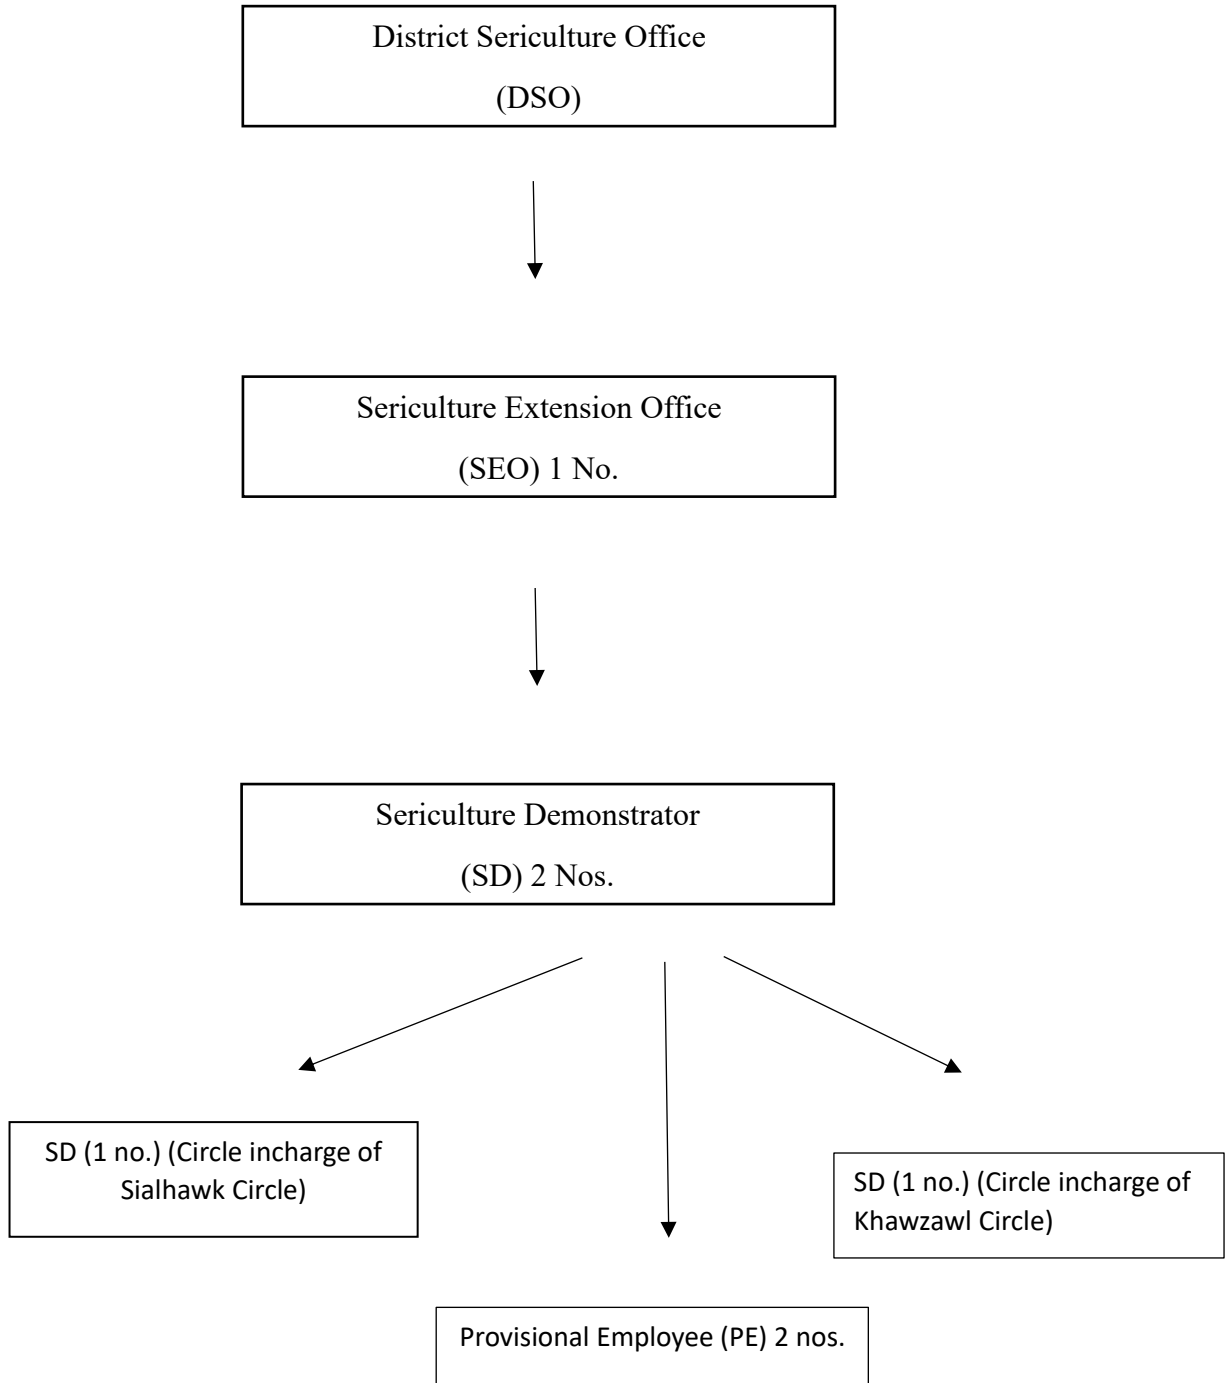 District Sericulture Office
(DSO)
Sericulture Extension Office
(SEO) 1 No.
Sericulture Demonstrator
(SD) 2 Nos.
SD (1 no.) (Circle incharge of
Sialhawk Circle)
SD (1 no.) (Circle incharge of
Khawzawl Circle)
Provisional Employee (PE) 2 nos.